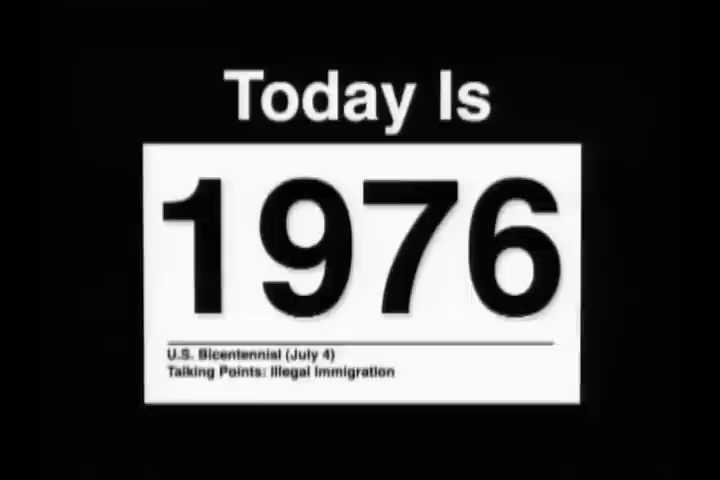 Today Is
1976
U.S. Bicentennial (July 4)
Talking Points: Illegal Immigration